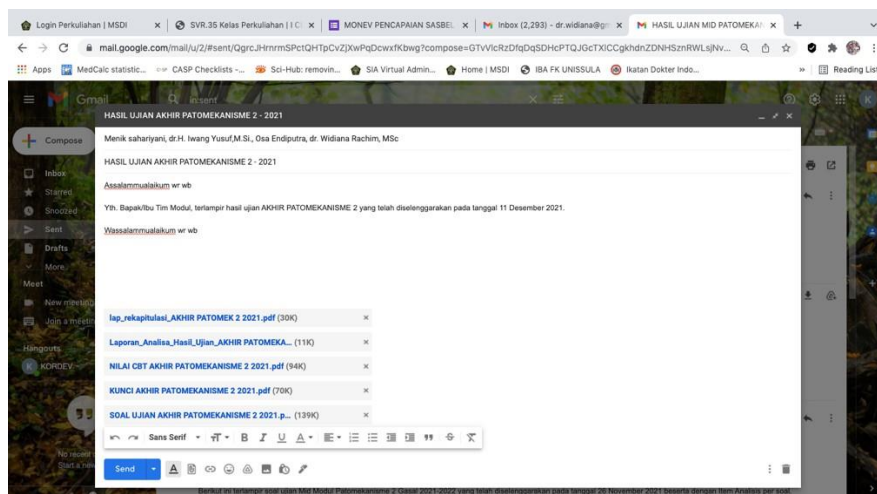 Login Perkuliahan | MSDI
SVR.35 Kelas Perkuliahan | I C
MONEV PENCAPAIAN SASBEL
Inbox (2,293) - dr.widiana@gm
HASIL UJIAN MID PATOMEKAN
mail.google.com/mail/u/2/#sent/
Apps
MedCalc statistic...
CASP Checklists -...
Sci-Hub: removin...
SIA Virtual Admin...
Home | MSDI
IBA FK UNISSULA
Ikatan Dokter Indo...
»
Reading List
Gmail
in:sent
HASIL UJIAN AKHIR PATOMEKANISME 2 - 2021
Compose
Menik sahariyani, dr.H. Iwang Yusuf,M.Si., Osa Endiputra, dr. Widiana Rachim, MSc
HASIL UJIAN AKHIR PATOMEKANISME 2 - 2021
Inbox
Assalammualaikum wr wb
Starred
Snoozed
Yth. Bapak/Ibu Tim Modul, terlampir hasil ujian AKHIR PATOMEKANISME 2 yang telah diselenggarakan pada tanggal 11 Desember 2021.
Sent
Wassalammualaikum wr wb
Drafts
More
Meet
New meeting
Join a meeting
lap_rekapitulasi_AKHIR PATOMEK 2 2021.pdf (30K)
Hangouts
Laporan_Analisa_Hasil_Ujian_AKHIR PATOMEKA... (11K)
KORDEV
NILAI CBT AKHIR PATOMEKANISME 2 2021.pdf (94K)
KUNCI AKHIR PATOMEKANISME 2 2021.pdf (70K)
SOAL UJIAN AKHIR PATOMEKANISME 2 2021.p... (139K)
Sans Serif
No recent
Start a new
Send
Berikut ini terlampir soal ujian Mid Modul Patomekanisme 2 Gasal 2021-2022 yang telah diselenggarakan pada tanggal 26 November 2021 beserta dengan Item Analisis per soal